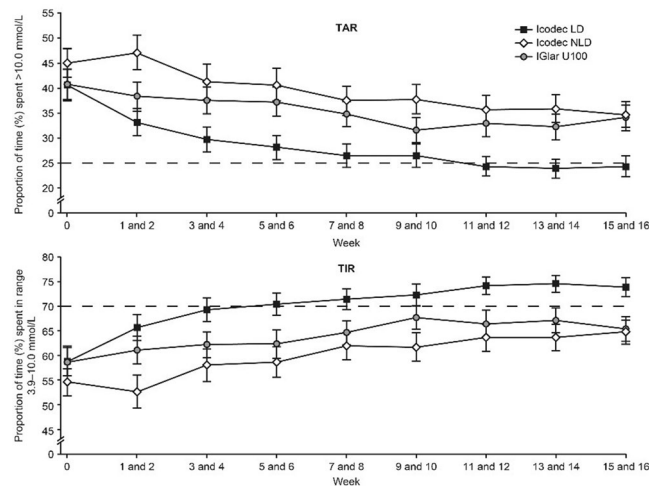 TAR
Icodec LD
Icodec NLD
IGlar U100
Proportion of time (%) spent >10.0 mmol/L
55
50
45
40
35
30
25
20
0
0 1 and 2 3 and 4 5 and 6 7 and 8 9 and 10 11 and 12 13 and 14 15 and 16
Week
TIR
Proportion of time (%) spent in range
3.9–10.0 mmol/L
80
75
70
65
60
55
50
45
0
0 1 and 2 3 and 4 5 and 6 7 and 8 9 and 10 11 and 12 13 and 14 15 and 16
Week